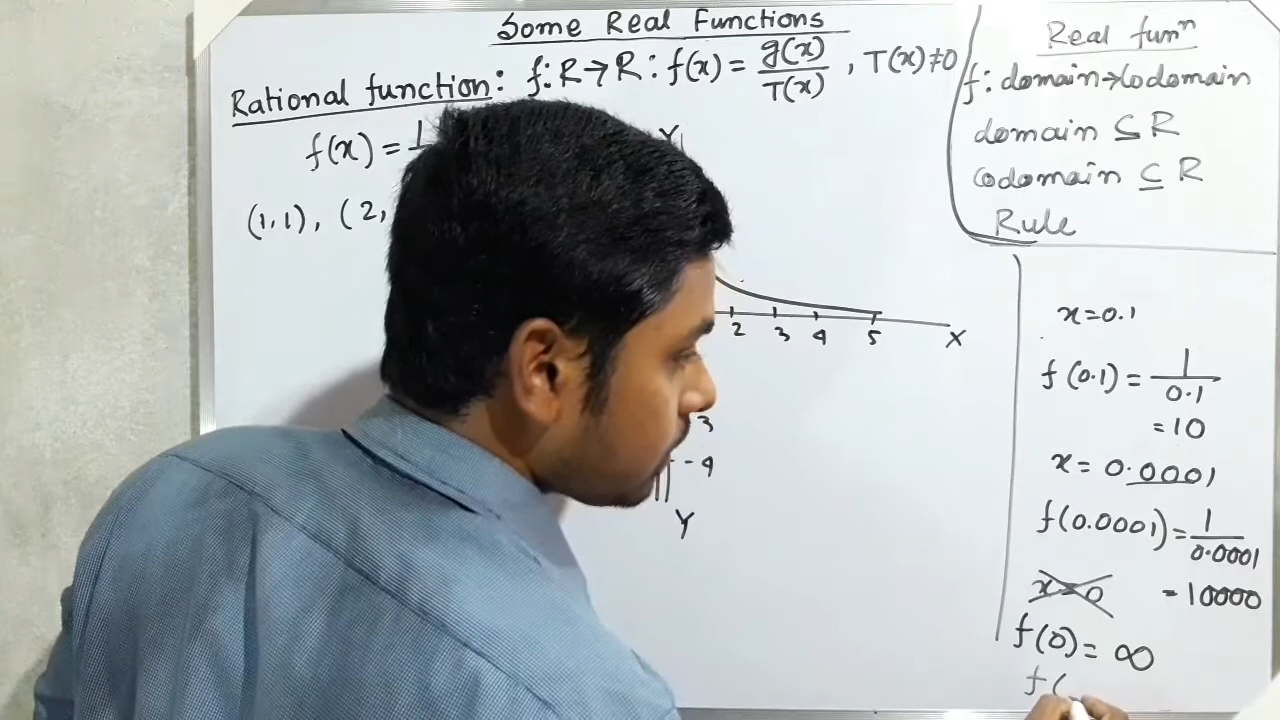 Some Real Functions
Rational function: f: R→R: f(x) = g(x)/T(x), T(x)≠0
f(x) = 1
(1,1), (2,
Y
2 3 4 5 X
3
-4
Y
Real funⁿ
f: domain→codomain
domain ⊆ R
codomain ⊆ R
Rule
x=0.1
f(0.1) = 1/0.1
= 10
x = 0.0001
f(0.0001) = 1/0.0001
= 10000
x=0
f(0) = ∞
f(